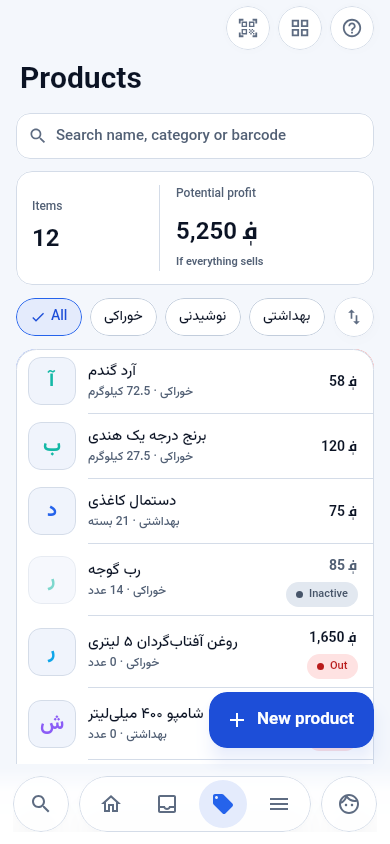 Products
Search name, category or barcode
Items
12
Potential profit
5,250 ؋
If everything sells
All
خوراکی
نوشیدنی
بهداشتی
آ
آرد گندم
خوراکی · 72.5 کیلوگرم
58 ؋
ب
برنج درجه یک هندی
خوراکی · 27.5 کیلوگرم
120 ؋
د
دستمال کاغذی
بهداشتی · 21 بسته
75 ؋
ر
رب گوجه
خوراکی · 14 عدد
85 ؋
Inactive
ر
روغن آفتاب‌گردان ۵ لیتری
خوراکی · 0 عدد
1,650 ؋
Out
ش
شامپو ۴۰۰ میلی‌لیتر
بهداشتی · 0 عدد
New product